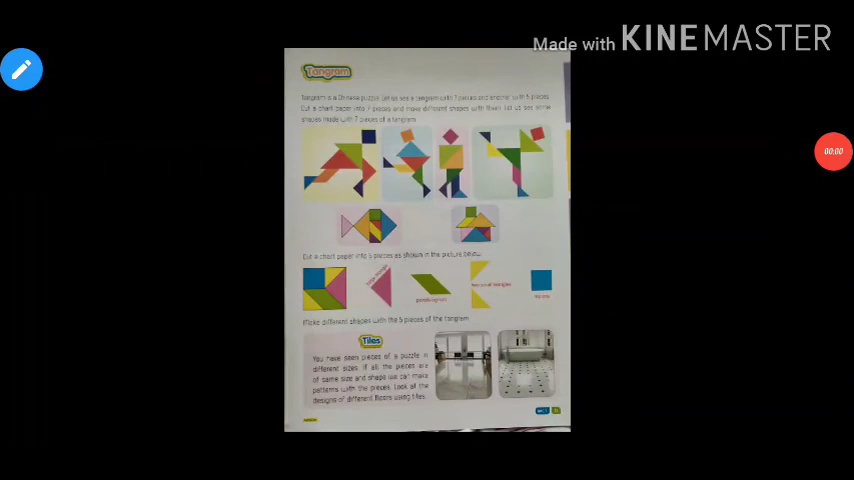 Made with KINEMASTER
00:00
Tangram
Tangram is a Chinese puzzle. Let us see a tangram with 7 pieces and another with 5 pieces.
Cut a chart paper into 7 pieces and make different shapes with them. Let us see some
shapes made with 7 pieces of a tangram.
Cut a chart paper into 5 pieces as shown in the picture below.
large triangle
parallelogram
two small triangles
square
Make different shapes with the 5 pieces of the tangram.
Tiles
You have seen pieces of a puzzle in
different sizes. If all the pieces are
of same size and shape we can make
patterns with the pieces. Look at the
designs of different floors using tiles.